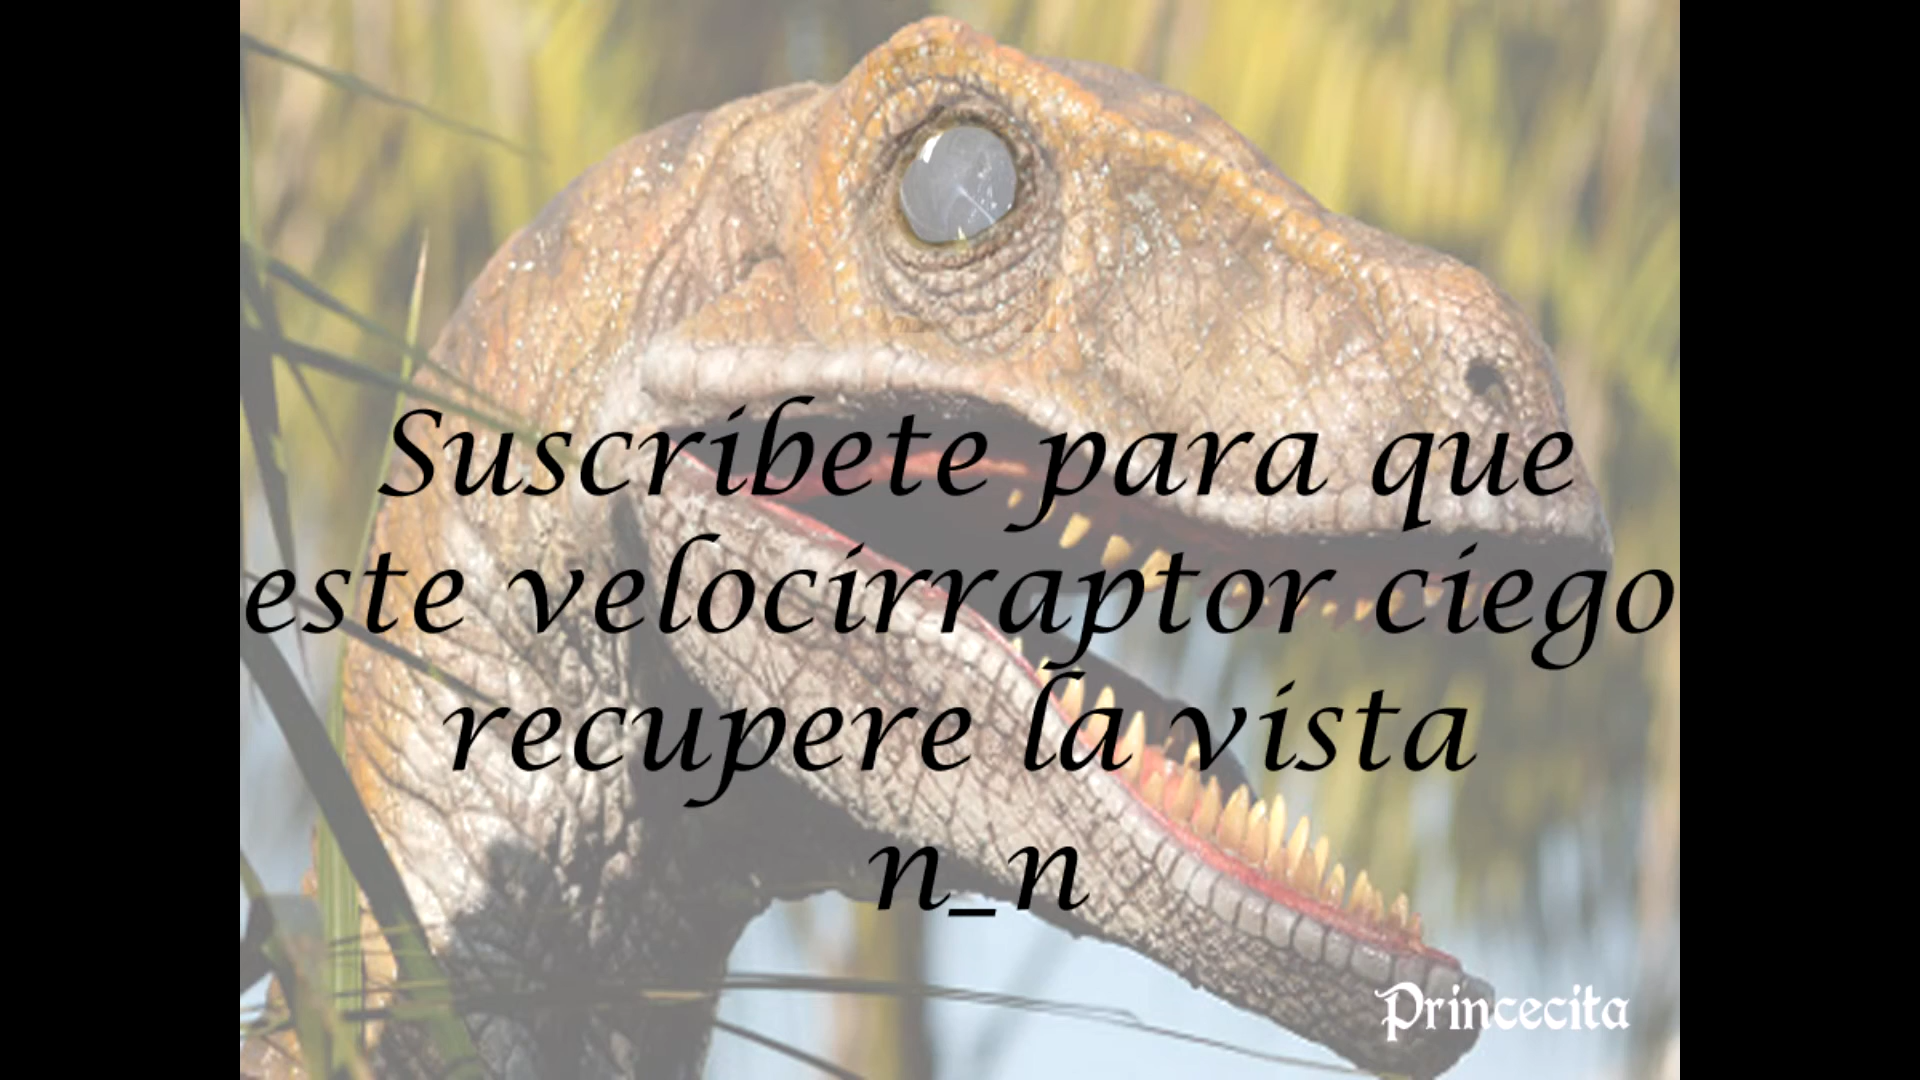 Suscribete para que
este velocirraptor ciego
recupere la vista
n_n
Princecita